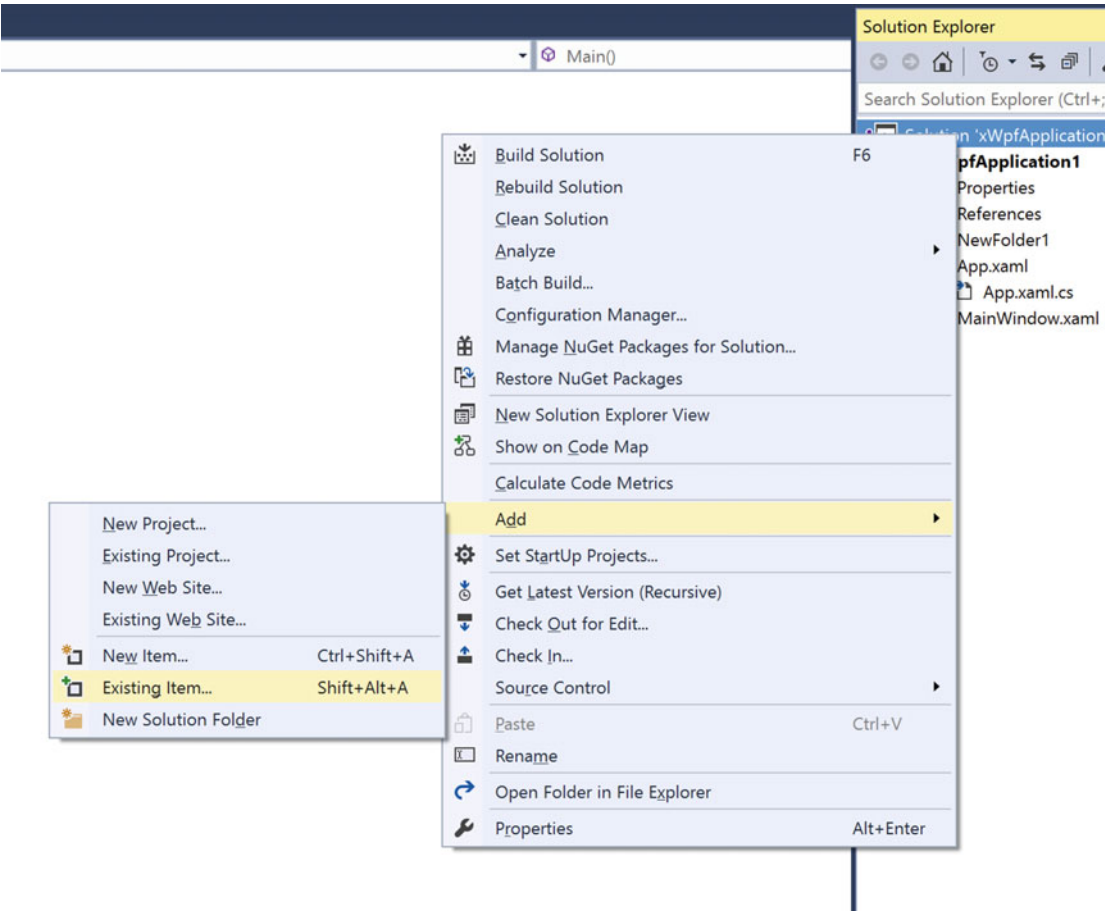 Solution Explorer
Main()
Search Solution Explorer (Ctrl+;
Solution 'xWpfApplication
pfApplication1
Properties
References
NewFolder1
App.xaml
App.xaml.cs
MainWindow.xaml
Build Solution F6
Rebuild Solution
Clean Solution
Analyze
Batch Build...
Configuration Manager...
Manage NuGet Packages for Solution...
Restore NuGet Packages
New Solution Explorer View
Show on Code Map
Calculate Code Metrics
Add
Set StartUp Projects...
Get Latest Version (Recursive)
Check Out for Edit...
Check In...
Source Control
Paste Ctrl+V
Rename
Open Folder in File Explorer
Properties Alt+Enter
New Project...
Existing Project...
New Web Site...
Existing Web Site...
New Item... Ctrl+Shift+A
Existing Item... Shift+Alt+A
New Solution Folder